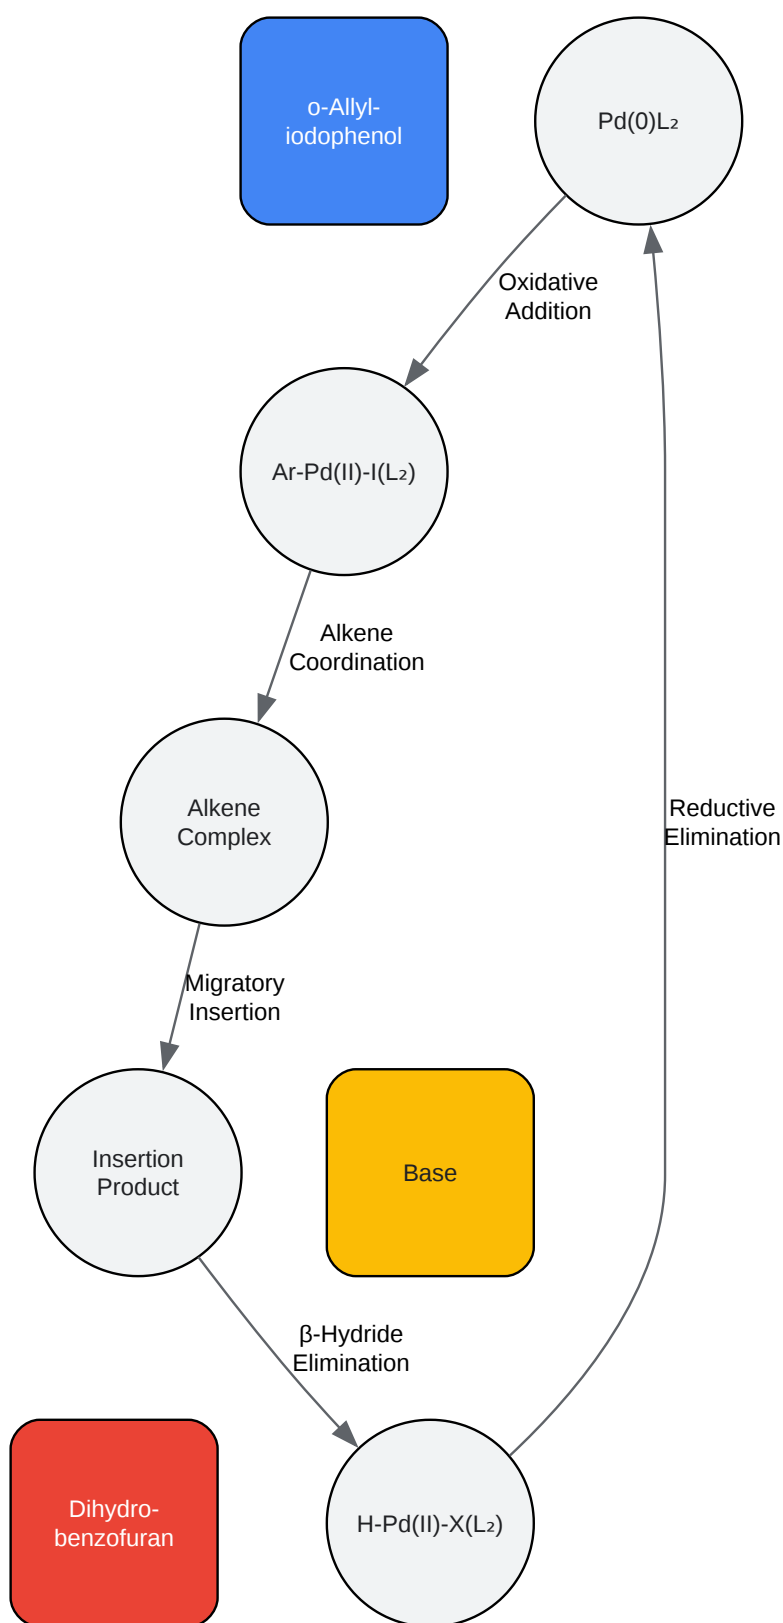 o-Allyl-
iodophenol
Pd(0)L₂
Oxidative
Addition
Ar-Pd(II)-I(L₂)
Alkene
Coordination
Alkene
Complex
Reductive
Elimination
Migratory
Insertion
Insertion
Product
Base
β-Hydride
Elimination
Dihydro-
benzofuran
H-Pd(II)-X(L₂)